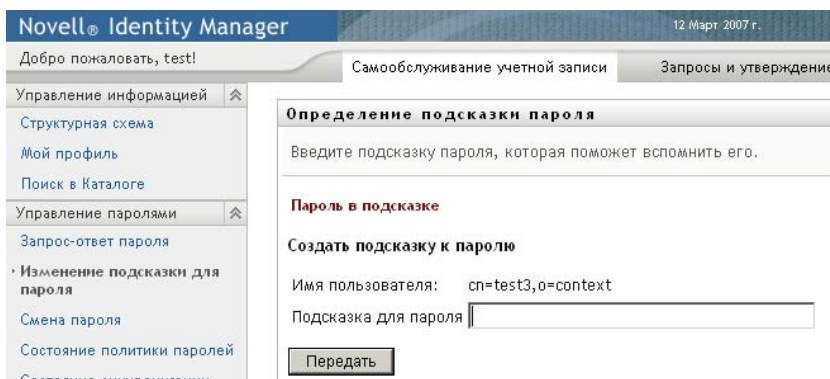 Novell® Identity Manager
12 Март 2007 г.
Добро пожаловать, test!
Самообслуживание учетной записи
Запросы и утверждение
Управление информацией
Структурная схема
Мой профиль
Поиск в Каталоге
Управление паролями
Запрос-ответ пароля
Изменение подсказки для
пароля
Смена пароля
Состояние политики паролей
Определение подсказки пароля
Введите подсказку пароля, которая поможет вспомнить его.
Пароль в подсказке
Создать подсказку к паролю
Имя пользователя: cn=test3,o=context
Подсказка для пароля
Передать